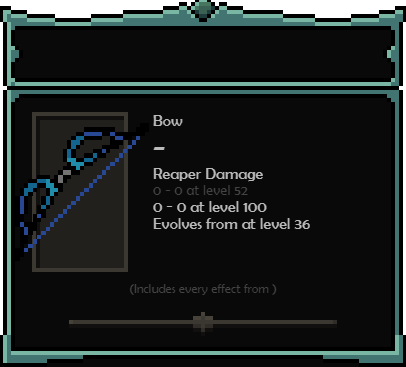 Bow
–
Reaper Damage
0 - 0 at level 52
0 - 0 at level 100
Evolves from at level 36
(Includes every effect from )